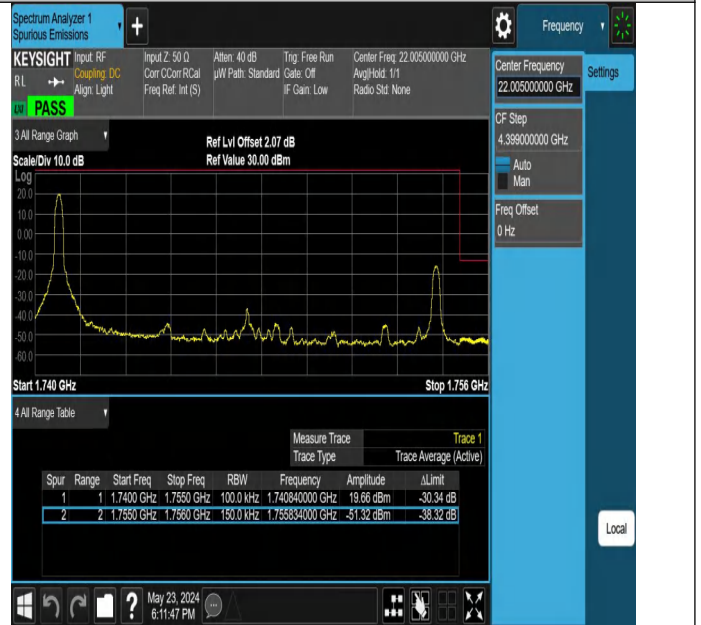 Spectrum Analyzer 1
Spurious Emissions
+
Frequency
KEYSIGHT Input: RF Input Z: 50 Ω Atten: 40 dB Trig: Free Run Center Freq: 22.005000000 GHz
RL Coupling: DC Corr CCorr RCal µW Path: Standard Gate: Off Avg|Hold: 1/1
Align: Light Freq Ref: Int (S) IF Gain: Low Radio Std: None
LXI PASS
Center Frequency
22.005000000 GHz
Settings
CF Step
4.399000000 GHz
Auto
Man
Freq Offset
0 Hz
3 All Range Graph
Ref Lvl Offset 2.07 dB
Scale/Div 10.0 dB Ref Value 30.00 dBm
Log
20.0
10.0
0.00
-10.0
-20.0
-30.0
-40.0
-50.0
-60.0
Start 1.740 GHz Stop 1.756 GHz
4 All Range Table
Measure Trace Trace 1
Trace Type Trace Average (Active)
Spur Range Start Freq Stop Freq RBW Frequency Amplitude ΔLimit
1 1 1.7400 GHz 1.7550 GHz 100.0 kHz 1.740840000 GHz 19.66 dBm -30.34 dB
2 2 1.7550 GHz 1.7560 GHz 150.0 kHz 1.755834000 GHz -51.32 dBm -38.32 dB
Local
? May 23, 2024
6:11:47 PM